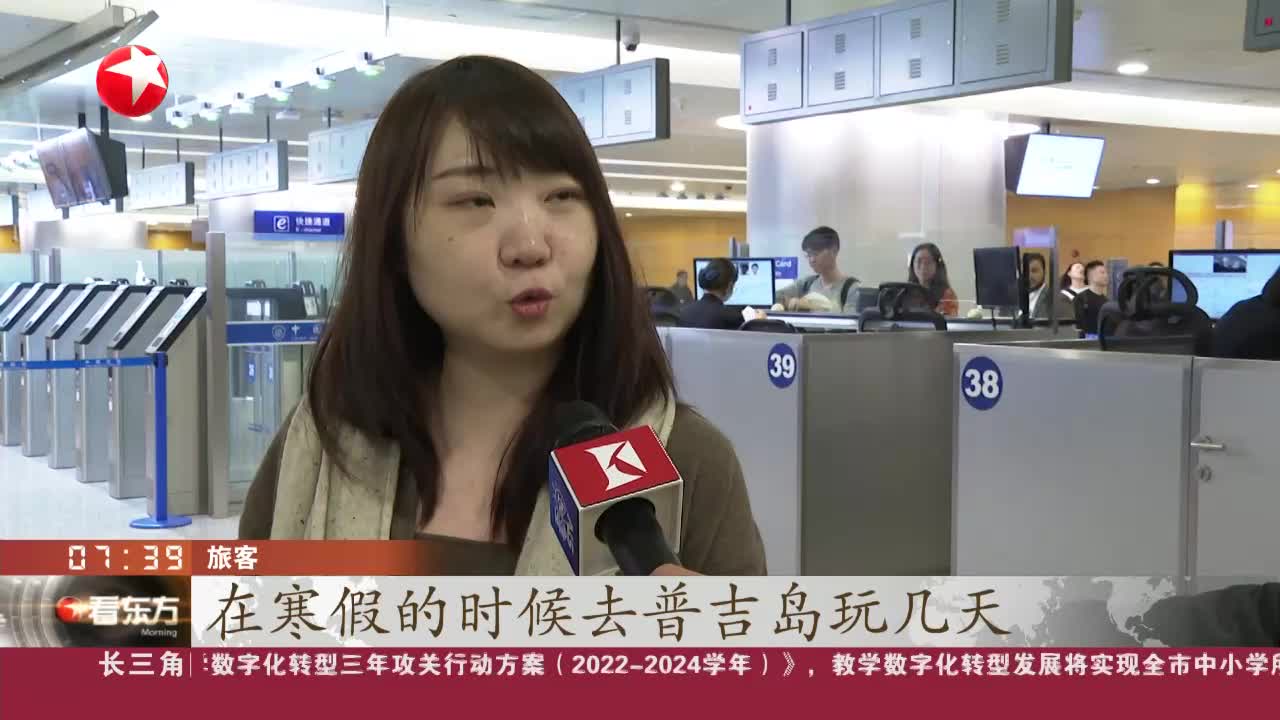 快捷通道
E - channel
Card
39
38
07:39 旅客
看东方
Morning
在寒假的时候去普吉岛玩几天
长三角 数字化转型三年攻关行动方案（2022-2024学年）》，教学数字化转型发展将实现全市中小学